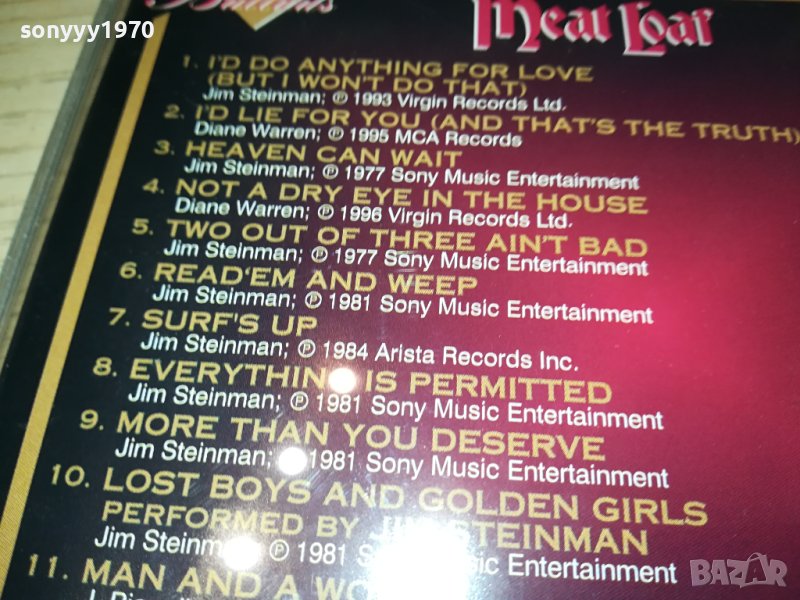 sonyyy1970
Meat Loaf
1. I'D DO ANYTHING FOR LOVE
(BUT I WON'T DO THAT)
Jim Steinman; ℗ 1993 Virgin Records Ltd.
2. I'D LIE FOR YOU (AND THAT'S THE TRUTH)
Diane Warren; ℗ 1995 MCA Records
3. HEAVEN CAN WAIT
Jim Steinman; ℗ 1977 Sony Music Entertainment
4. NOT A DRY EYE IN THE HOUSE
Diane Warren; ℗ 1996 Virgin Records Ltd.
5. TWO OUT OF THREE AIN'T BAD
Jim Steinman; ℗ 1977 Sony Music Entertainment
6. READ'EM AND WEEP
Jim Steinman; ℗ 1981 Sony Music Entertainment
7. SURF'S UP
Jim Steinman; ℗ 1984 Arista Records Inc.
8. EVERYTHING IS PERMITTED
Jim Steinman; ℗ 1981 Sony Music Entertainment
9. MORE THAN YOU DESERVE
Jim Steinman; ℗ 1981 Sony Music Entertainment
10. LOST BOYS AND GOLDEN GIRLS
PERFORMED BY JIM STEINMAN
Jim Steinman; ℗ 1981 Sony Music Entertainment
11. MAN AND A
BAZAR